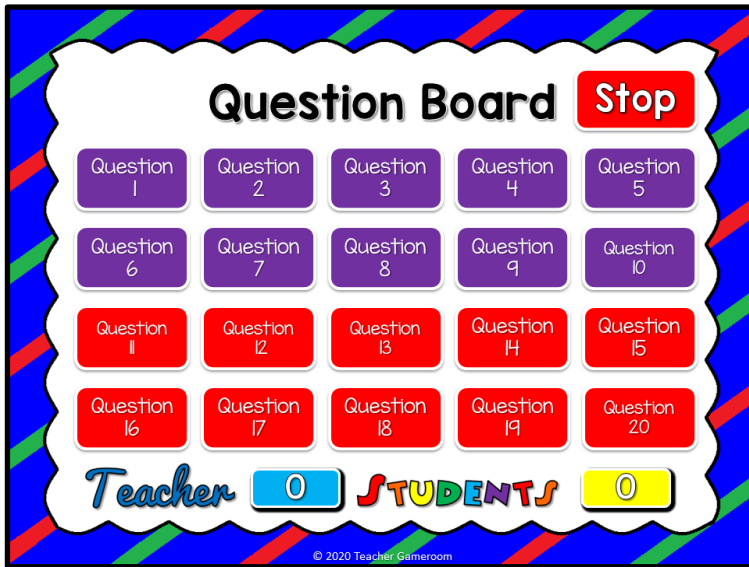 Question Board Stop
Question Question Question Question Question
1 2 3 4 5
Question Question Question Question Question
6 7 8 9 10
Question Question Question Question Question
11 12 13 14 15
Question Question Question Question Question
16 17 18 19 20
Teacher 0 STUDENTS 0
© 2020 Teacher Gameroom